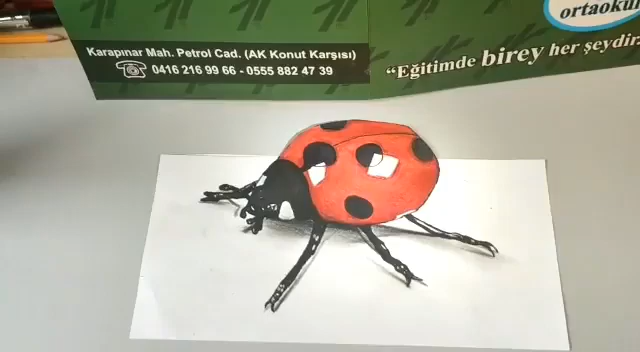 Karapınar Mah. Petrol Cad. (AK Konut Karşısı)
0416 216 99 66 - 0555 882 47 39
ortaokul
“Eğitimde birey her şeydir.